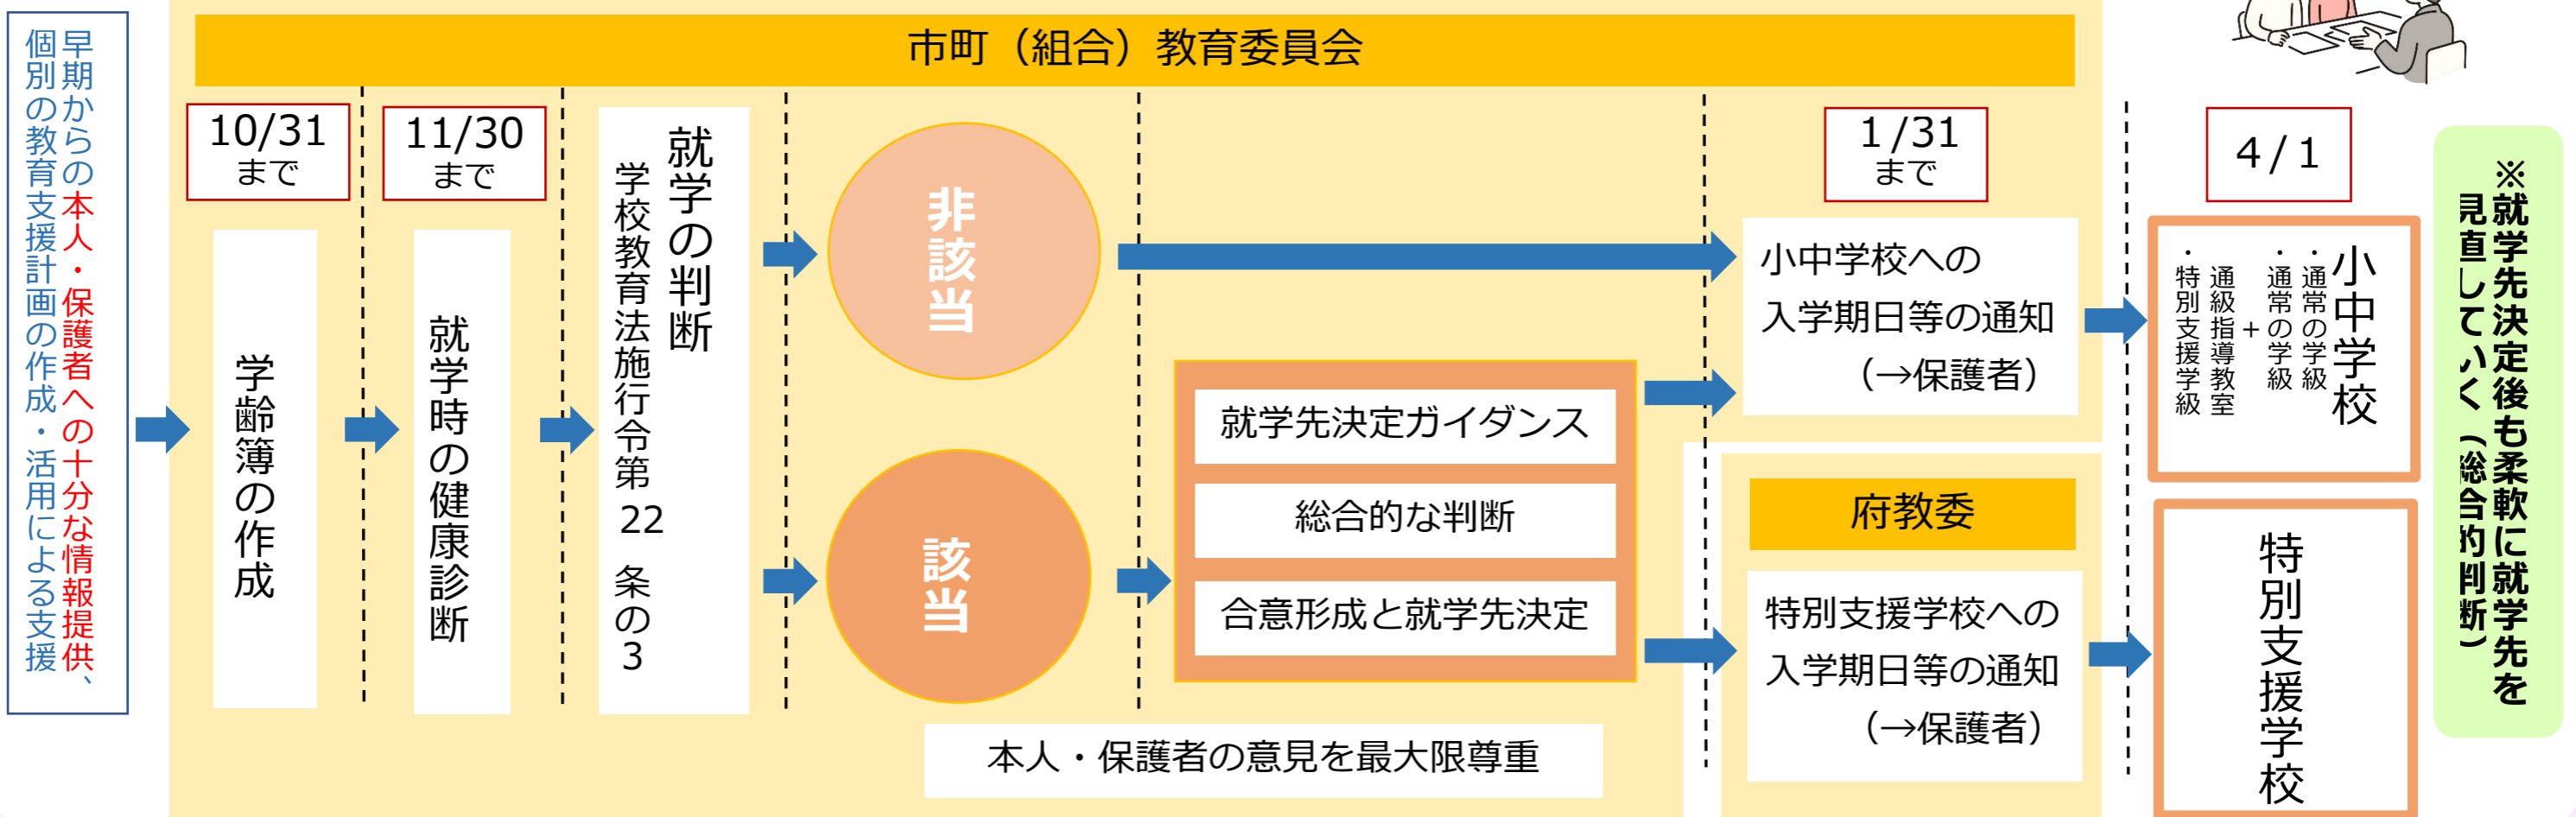 早期からの本人・保護者への十分な情報提供、
個別の教育支援計画の作成・活用による支援
市町（組合）教育委員会
10/31
まで
学齢簿の作成
11/30
まで
就学時の健康診断
就学の判断
学校教育法施行令第22条の3
非該当
該当
就学先決定ガイダンス
総合的な判断
合意形成と就学先決定
本人・保護者の意見を最大限尊重
1/31
まで
小中学校への
入学期日等の通知
（→保護者）
府教委
特別支援学校への
入学期日等の通知
（→保護者）
4/1
小中学校
・通常の学級
・通常の学級
+
通級指導教室
・特別支援学級
特別支援学校
※就学先決定後も柔軟に就学先を
見直していく（総合的判断）